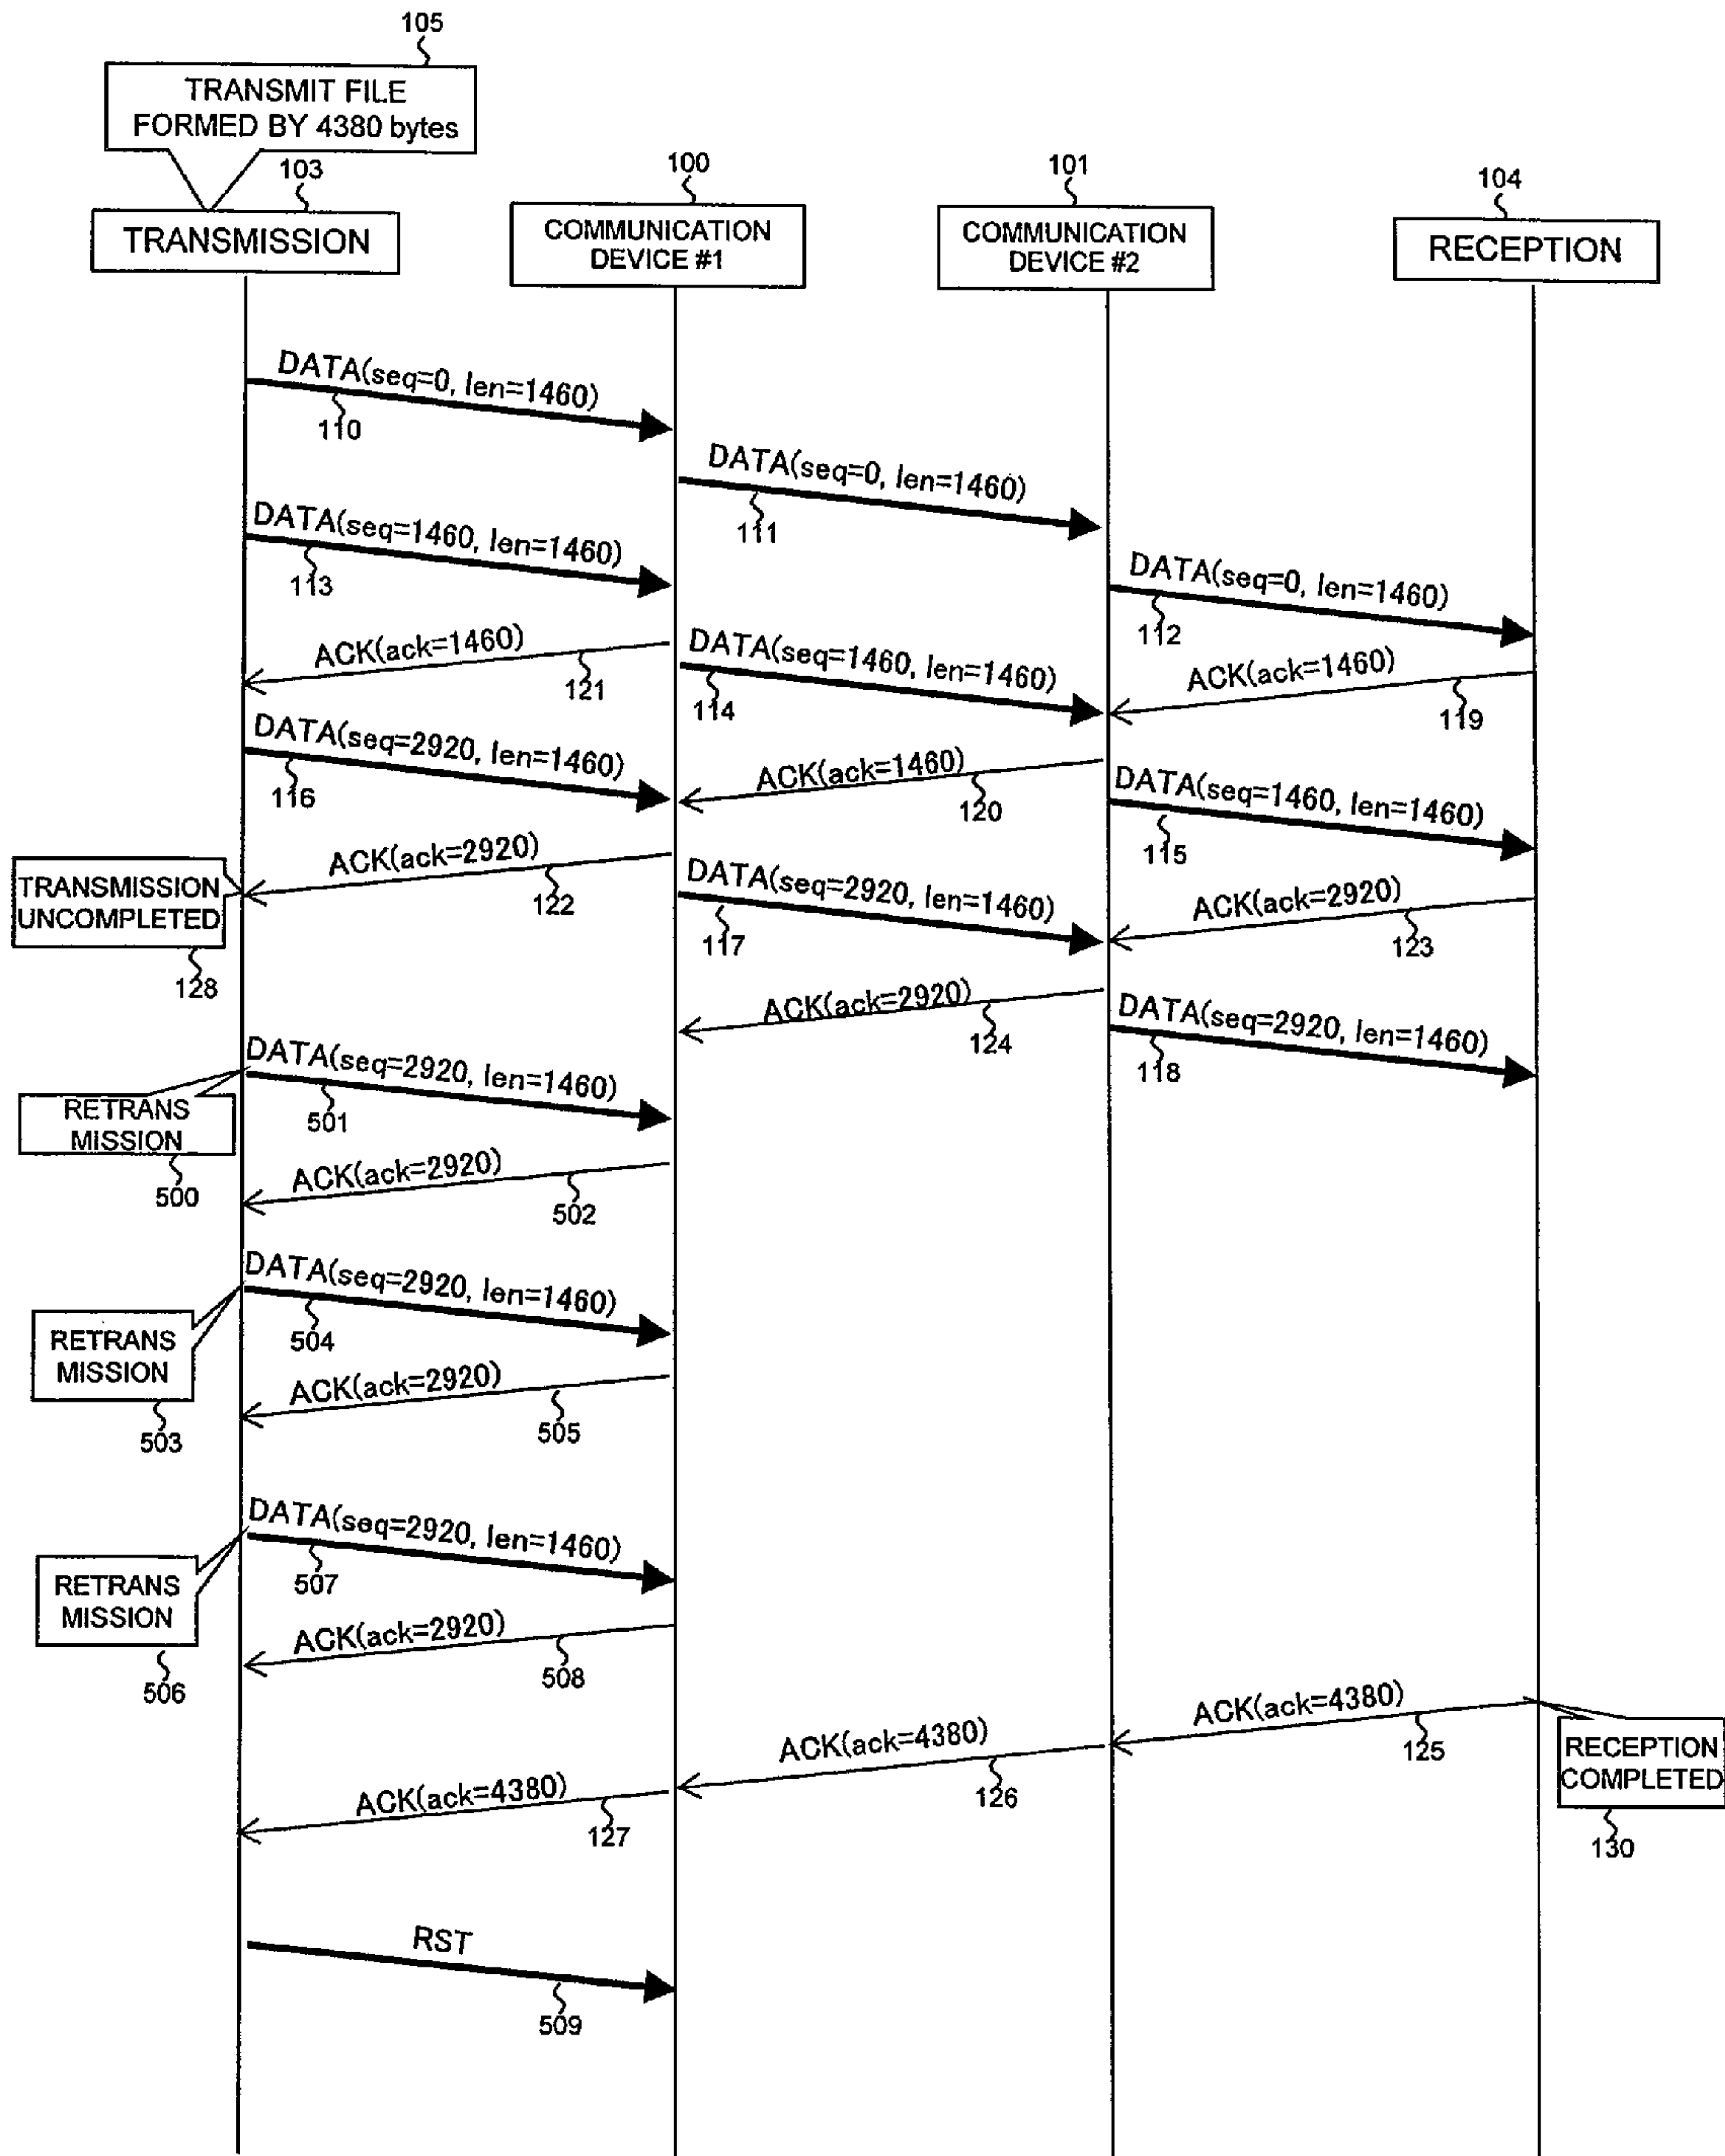 105
TRANSMIT FILE
FORMED BY 4380 bytes
103
100
101
104
TRANSMISSION
COMMUNICATION
DEVICE #1
COMMUNICATION
DEVICE #2
RECEPTION
DATA(seq=0, len=1460)
110
DATA(seq=0, len=1460)
111
DATA(seq=1460, len=1460)
113
DATA(seq=0, len=1460)
112
ACK(ack=1460)
121
DATA(seq=1460, len=1460)
114
ACK(ack=1460)
119
DATA(seq=2920, len=1460)
116
ACK(ack=1460)
120
DATA(seq=1460, len=1460)
115
ACK(ack=2920)
122
TRANSMISSION
UNCOMPLETED
128
DATA(seq=2920, len=1460)
117
ACK(ack=2920)
123
ACK(ack=2920)
124
DATA(seq=2920, len=1460)
118
DATA(seq=2920, len=1460)
501
RETRANS
MISSION
500
ACK(ack=2920)
502
DATA(seq=2920, len=1460)
504
RETRANS
MISSION
503
ACK(ack=2920)
505
DATA(seq=2920, len=1460)
507
RETRANS
MISSION
506
ACK(ack=2920)
508
ACK(ack=4380)
125
RECEPTION
COMPLETED
130
ACK(ack=4380)
126
ACK(ack=4380)
127
RST
509